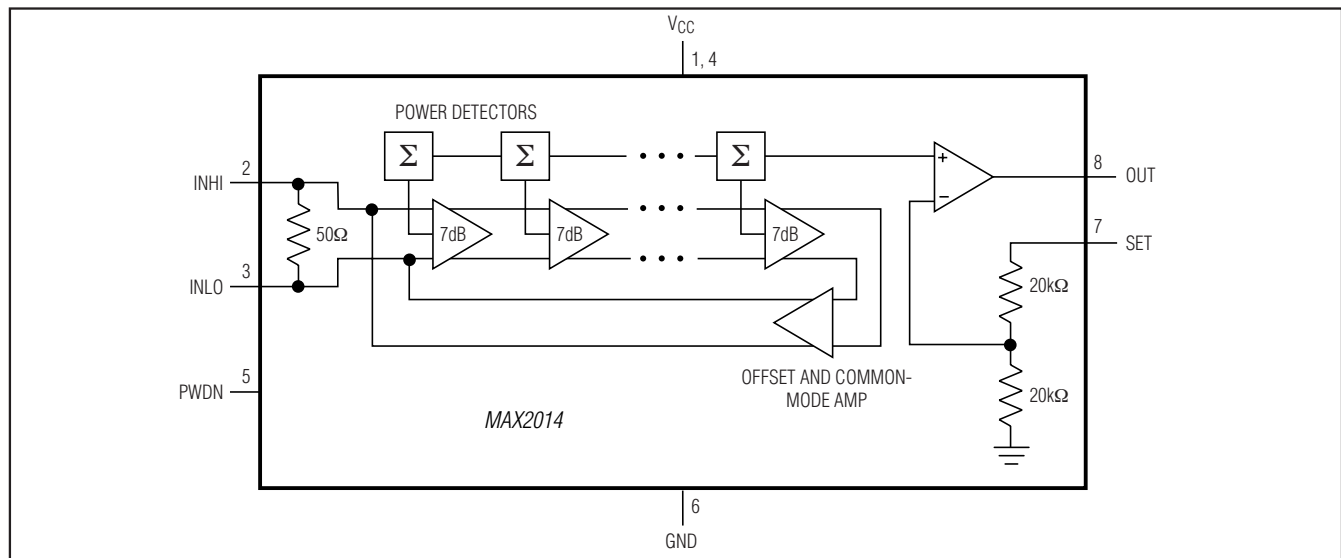 VCC
1, 4
POWER DETECTORS
Σ Σ • • • Σ
2
INHI
8
OUT
+
−
7
SET
50Ω
7dB 7dB • • • 7dB
• • •
3
INLO
20kΩ
5
PWDN
OFFSET AND COMMON-
MODE AMP
20kΩ
MAX2014
6
GND